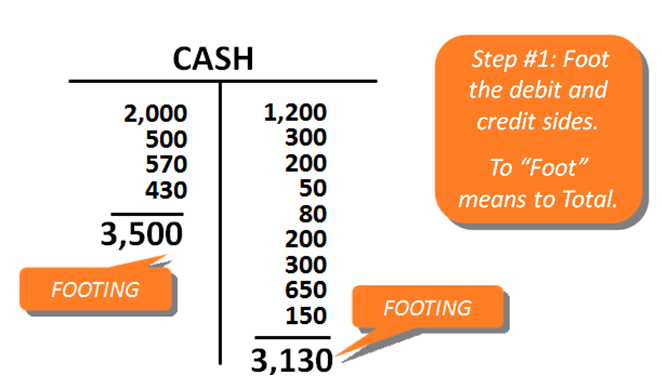 CASH
2,000
500
570
430
3,500
FOOTING
1,200
300
200
50
80
200
300
650
150
3,130
FOOTING
Step #1: Foot
the debit and
credit sides.
To “Foot”
means to Total.